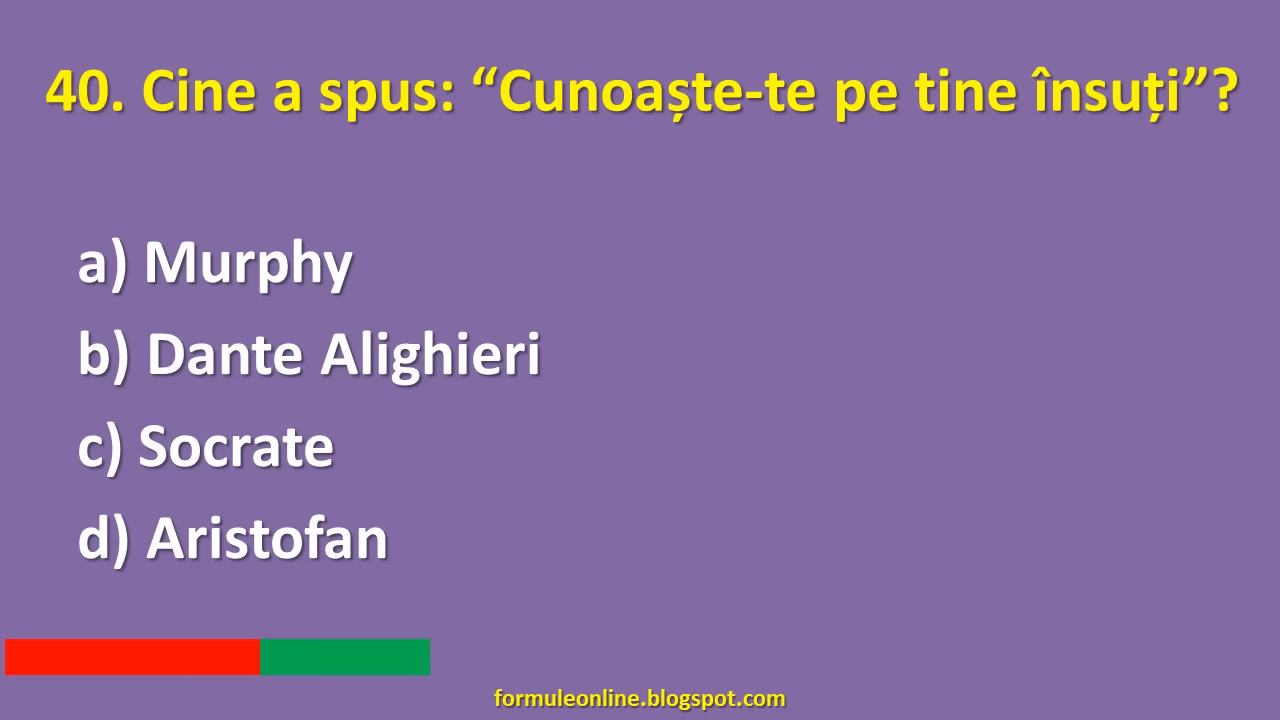 40. Cine a spus: “Cunoaște-te pe tine însuți”?
a) Murphy
b) Dante Alighieri
c) Socrate
d) Aristofan
formuleonline.blogspot.com